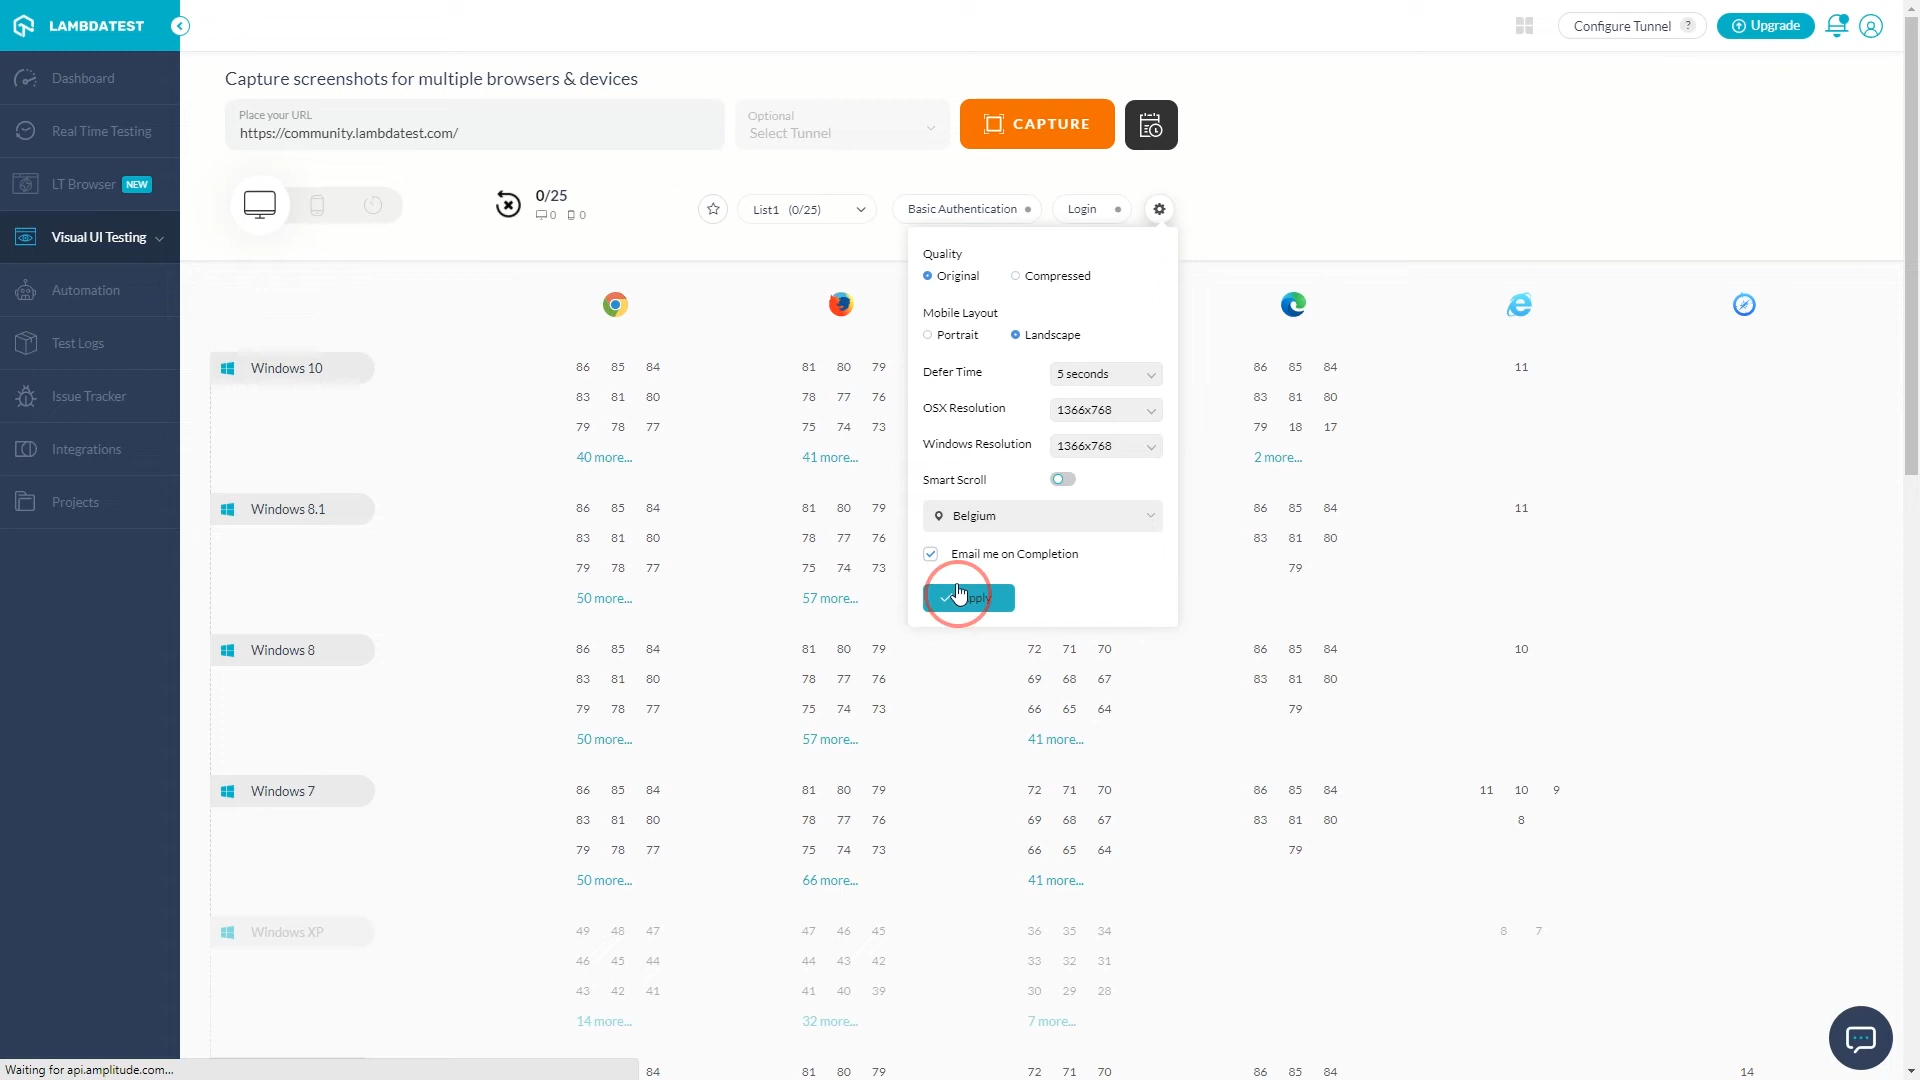 LAMBDATEST
Configure Tunnel ?
Upgrade
Dashboard
Real Time Testing
LT Browser NEW
Visual UI Testing
Automation
Test Logs
Issue Tracker
Integrations
Projects
Capture screenshots for multiple browsers & devices
Place your URL
https://community.lambdatest.com/
Optional
Select Tunnel
CAPTURE
0/25
0 0
List1 (0/25)
Basic Authentication
Login
Quality
Original Compressed
Mobile Layout
Portrait Landscape
Defer Time 5 seconds
OSX Resolution 1366x768
Windows Resolution 1366x768
Smart Scroll
Belgium
Email me on Completion
Windows 10
86 85 84 81 80 79 86 85 84 11
83 81 80 78 77 76 83 81 80
79 78 77 75 74 73 79 18 17
40 more... 41 more... 2 more...
Windows 8.1
86 85 84 81 80 79 86 85 84 11
83 81 80 78 77 76 83 81 80
79 78 77 75 74 73 79
50 more... 57 more...
Windows 8
86 85 84 81 80 79 72 71 70 86 85 84 10
83 81 80 78 77 76 69 68 67 83 81 80
79 78 77 75 74 73 66 65 64 79
50 more... 57 more... 41 more...
Windows 7
86 85 84 81 80 79 72 71 70 86 85 84 11 10 9
83 81 80 78 77 76 69 68 67 83 81 80 8
79 78 77 75 74 73 66 65 64 79
50 more... 66 more... 41 more...
Windows XP
49 48 47 47 46 45 36 35 34 8 7
46 45 44 44 43 42 33 32 31
43 42 41 41 40 39 30 29 28
14 more... 32 more... 7 more...
84 81 80 79 72 71 70 86 85 84 14
Waiting for api.amplitude.com...